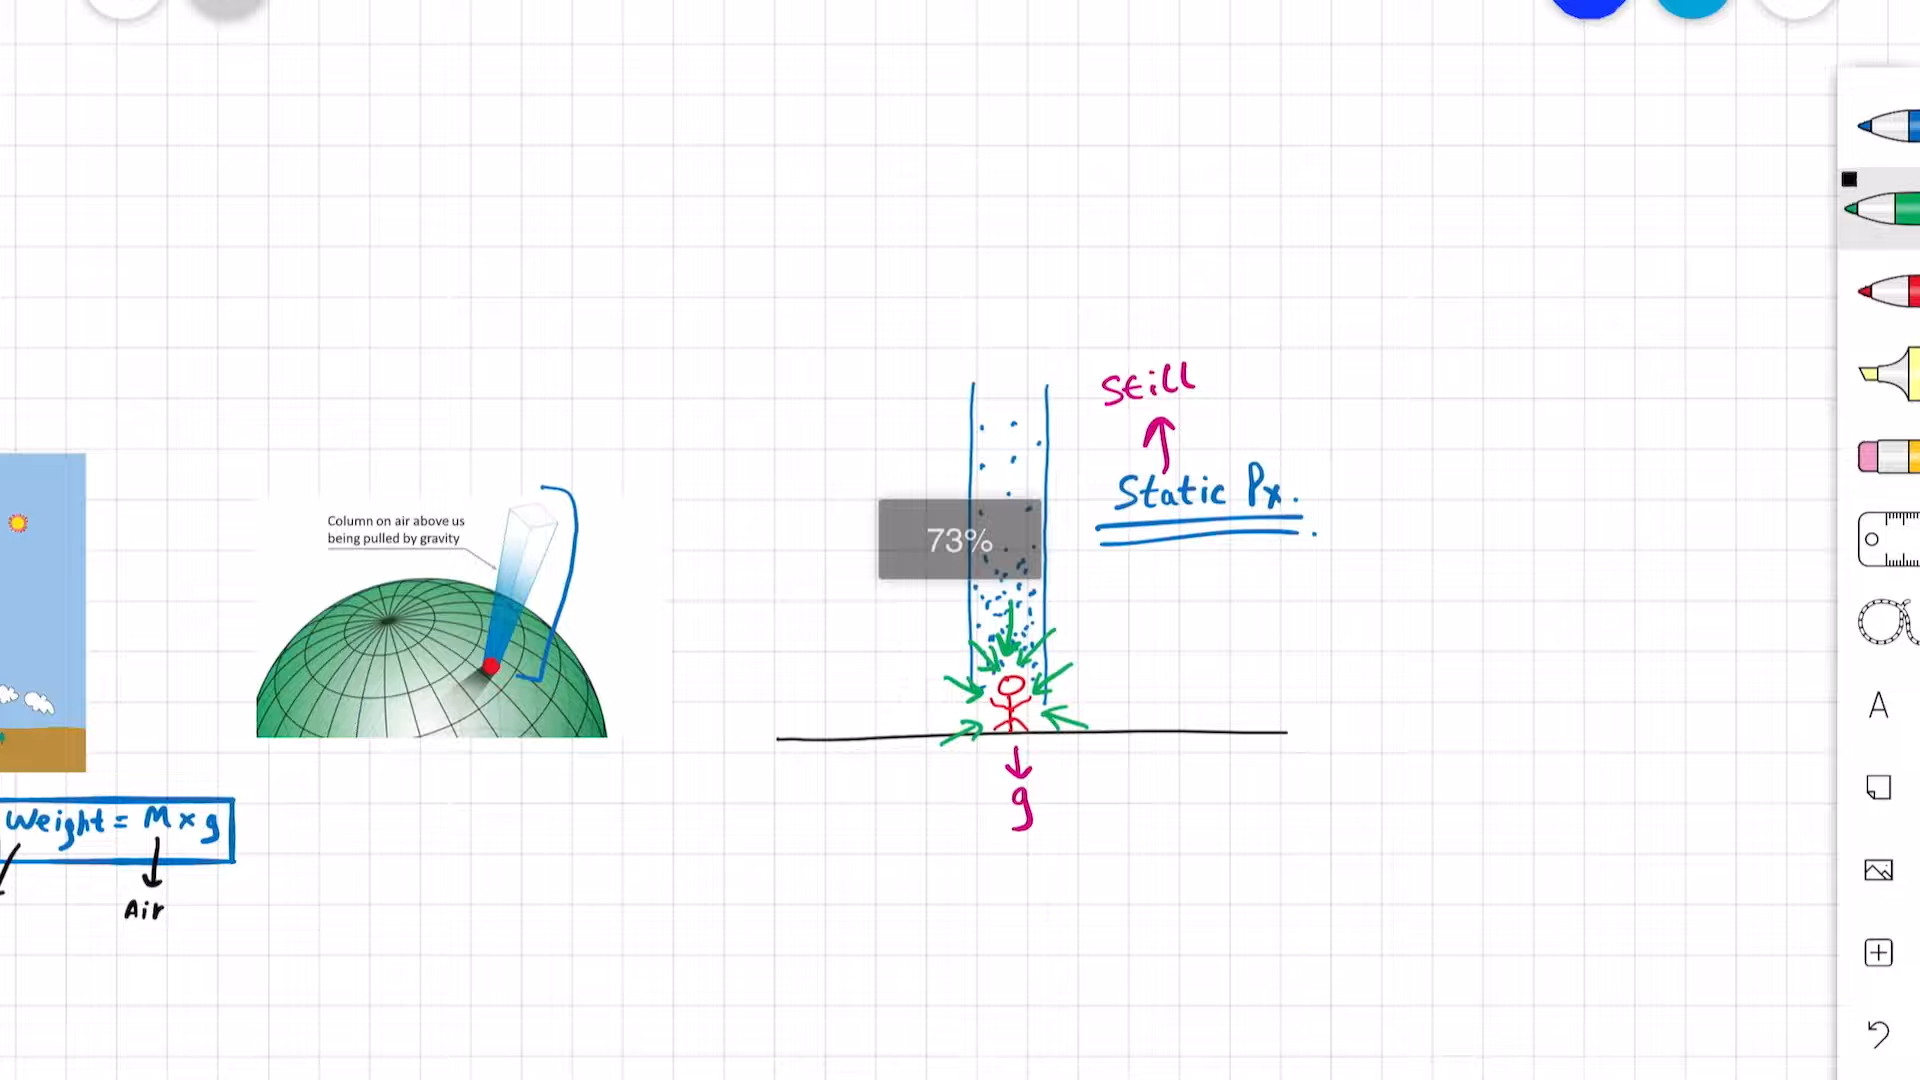 Still
Static Px.
Column on air above us
being pulled by gravity
73%
A
g
Weight = M x g
Air